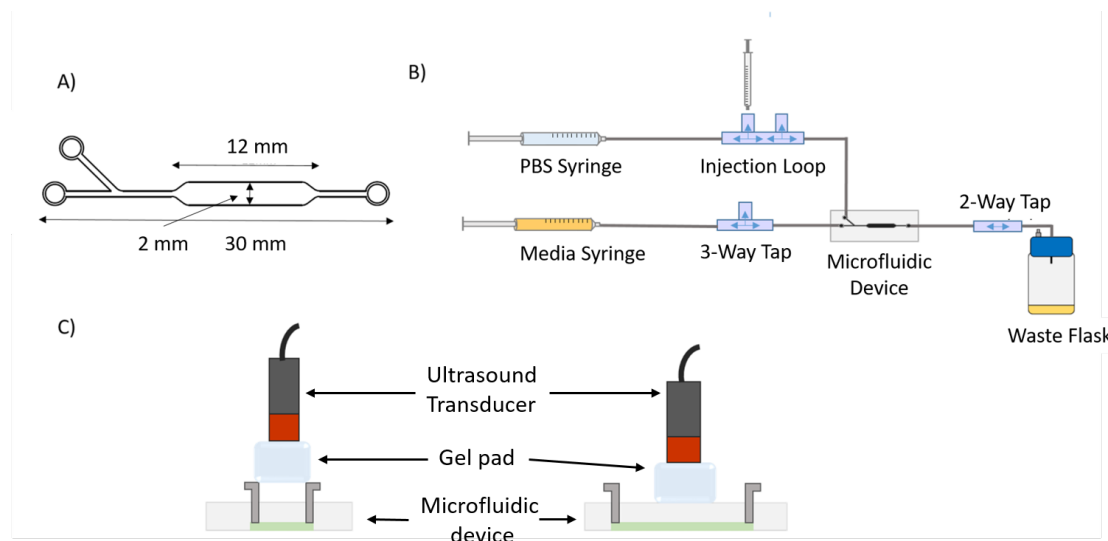 A)
12 mm
2 mm
30 mm
B)
PBS Syringe
Injection Loop
Media Syringe
3-Way Tap
Microfluidic
Device
2-Way Tap
Waste Flask
C)
Ultrasound
Transducer
Gel pad
Microfluidic
device